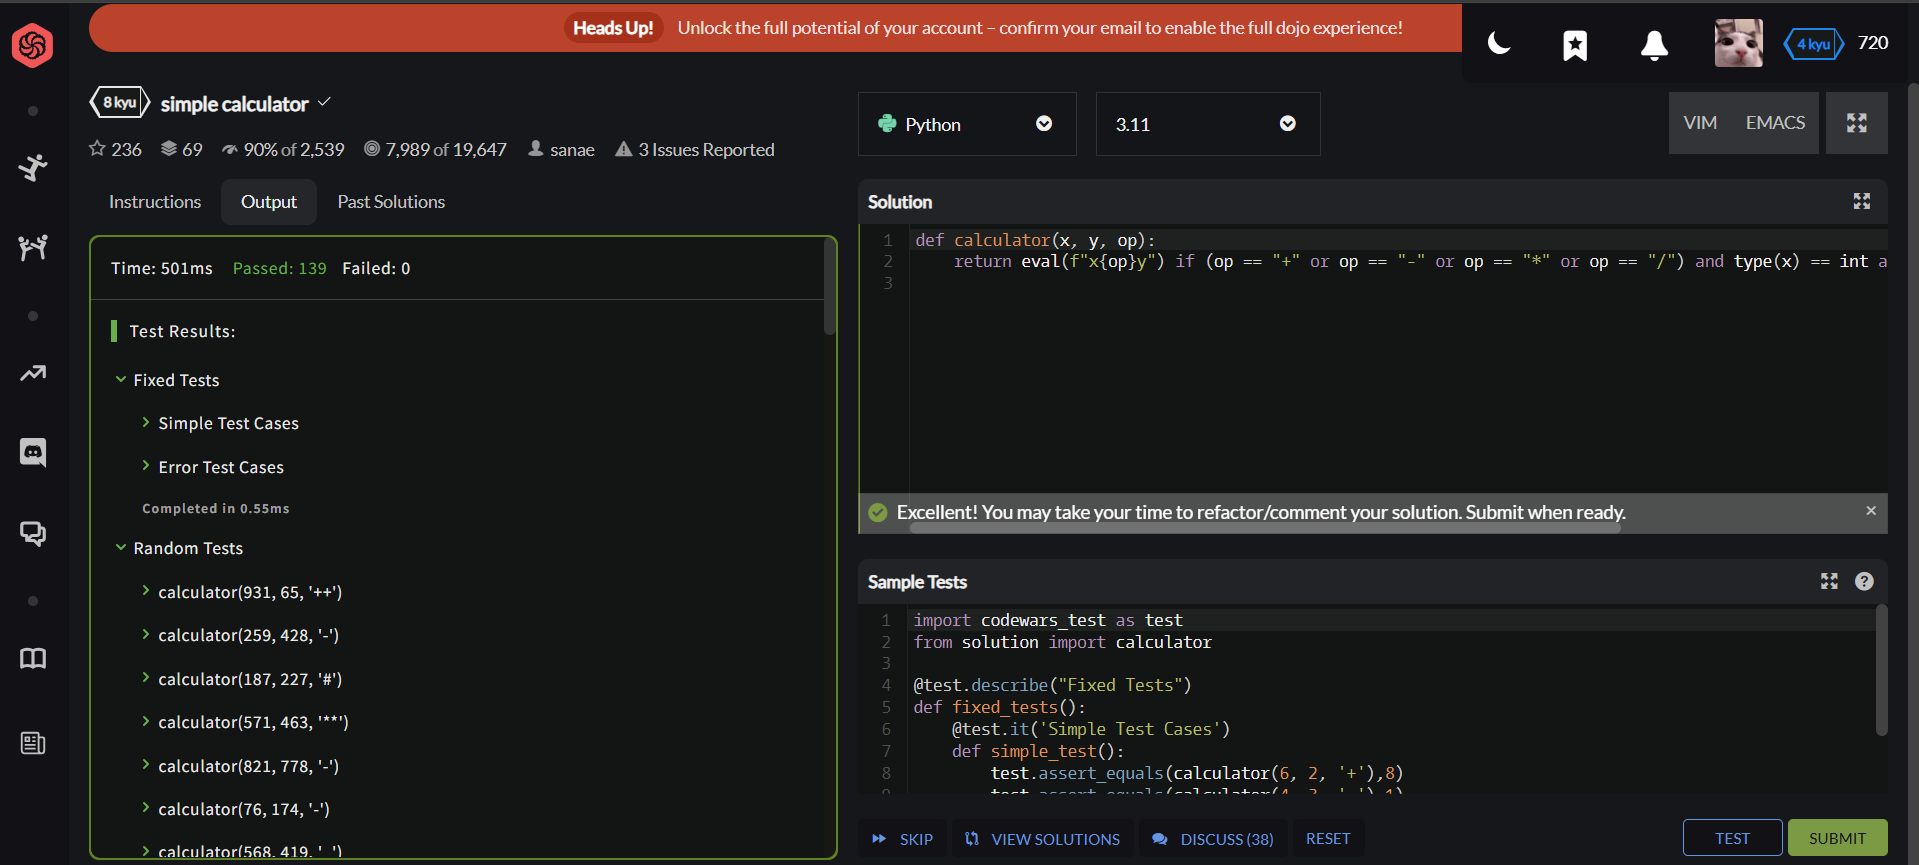 Heads Up! Unlock the full potential of your account – confirm your email to enable the full dojo experience!
4 kyu 720
8 kyu simple calculator
236 69 90% of 2,539 7,989 of 19,647 sanae 3 Issues Reported
Instructions Output Past Solutions
Time: 501ms Passed: 139 Failed: 0
Test Results:
Fixed Tests
Simple Test Cases
Error Test Cases
Completed in 0.55ms
Random Tests
calculator(931, 65, '++')
calculator(259, 428, '-')
calculator(187, 227, '#')
calculator(571, 463, '**')
calculator(821, 778, '-')
calculator(76, 174, '-')
calculator(568, 419, '
Python 3.11 VIM EMACS
Solution
1 def calculator(x, y, op):
2 return eval(f"x{op}y") if (op == "+" or op == "-" or op == "*" or op == "/") and type(x) == int a
3
Excellent! You may take your time to refactor/comment your solution. Submit when ready.
Sample Tests
1 import codewars_test as test
2 from solution import calculator
3
4 @test.describe("Fixed Tests")
5 def fixed_tests():
6 @test.it('Simple Test Cases')
7 def simple_test():
8 test.assert_equals(calculator(6, 2, '+'),8)
SKIP VIEW SOLUTIONS DISCUSS (38) RESET TEST SUBMIT